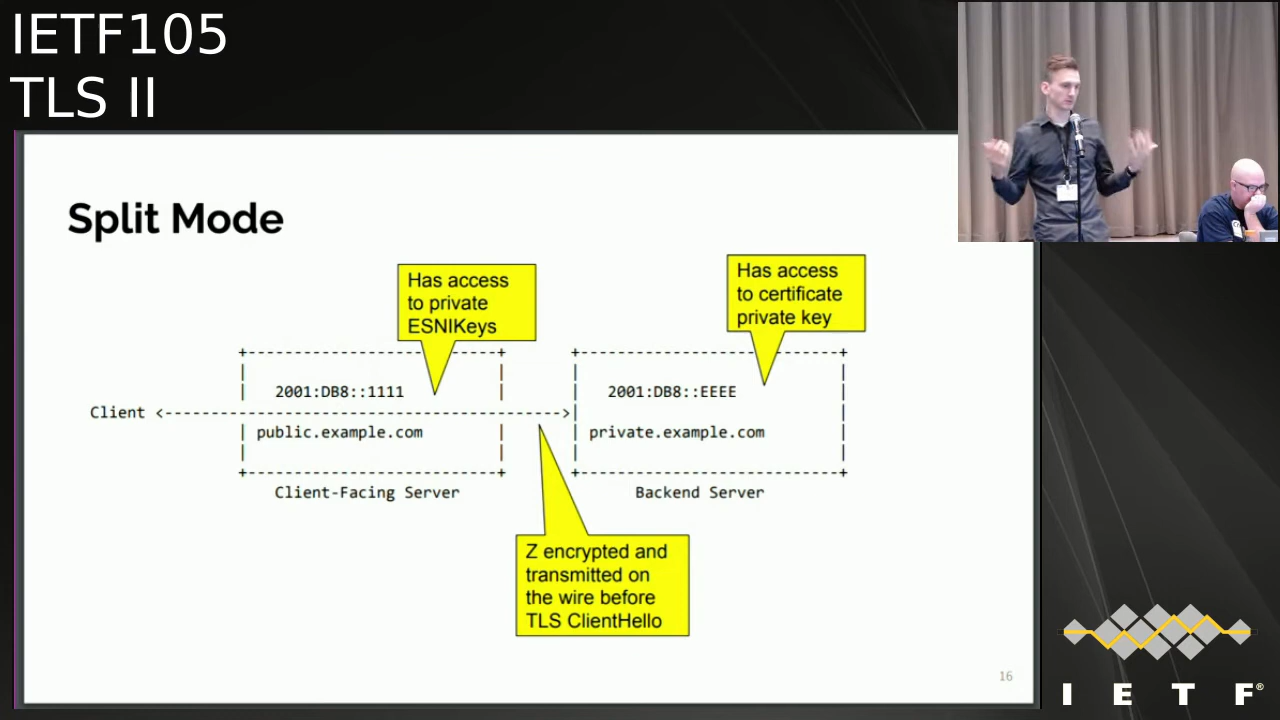 IETF105
TLS II
Split Mode
Has access
to private
ESNIKeys
Has access
to certificate
private key
2001:DB8::1111
2001:DB8::EEEE
Client <---------------------------------------------->|
public.example.com
private.example.com
Client-Facing Server
Backend Server
Z encrypted and
transmitted on
the wire before
TLS ClientHello
16
I E T F®